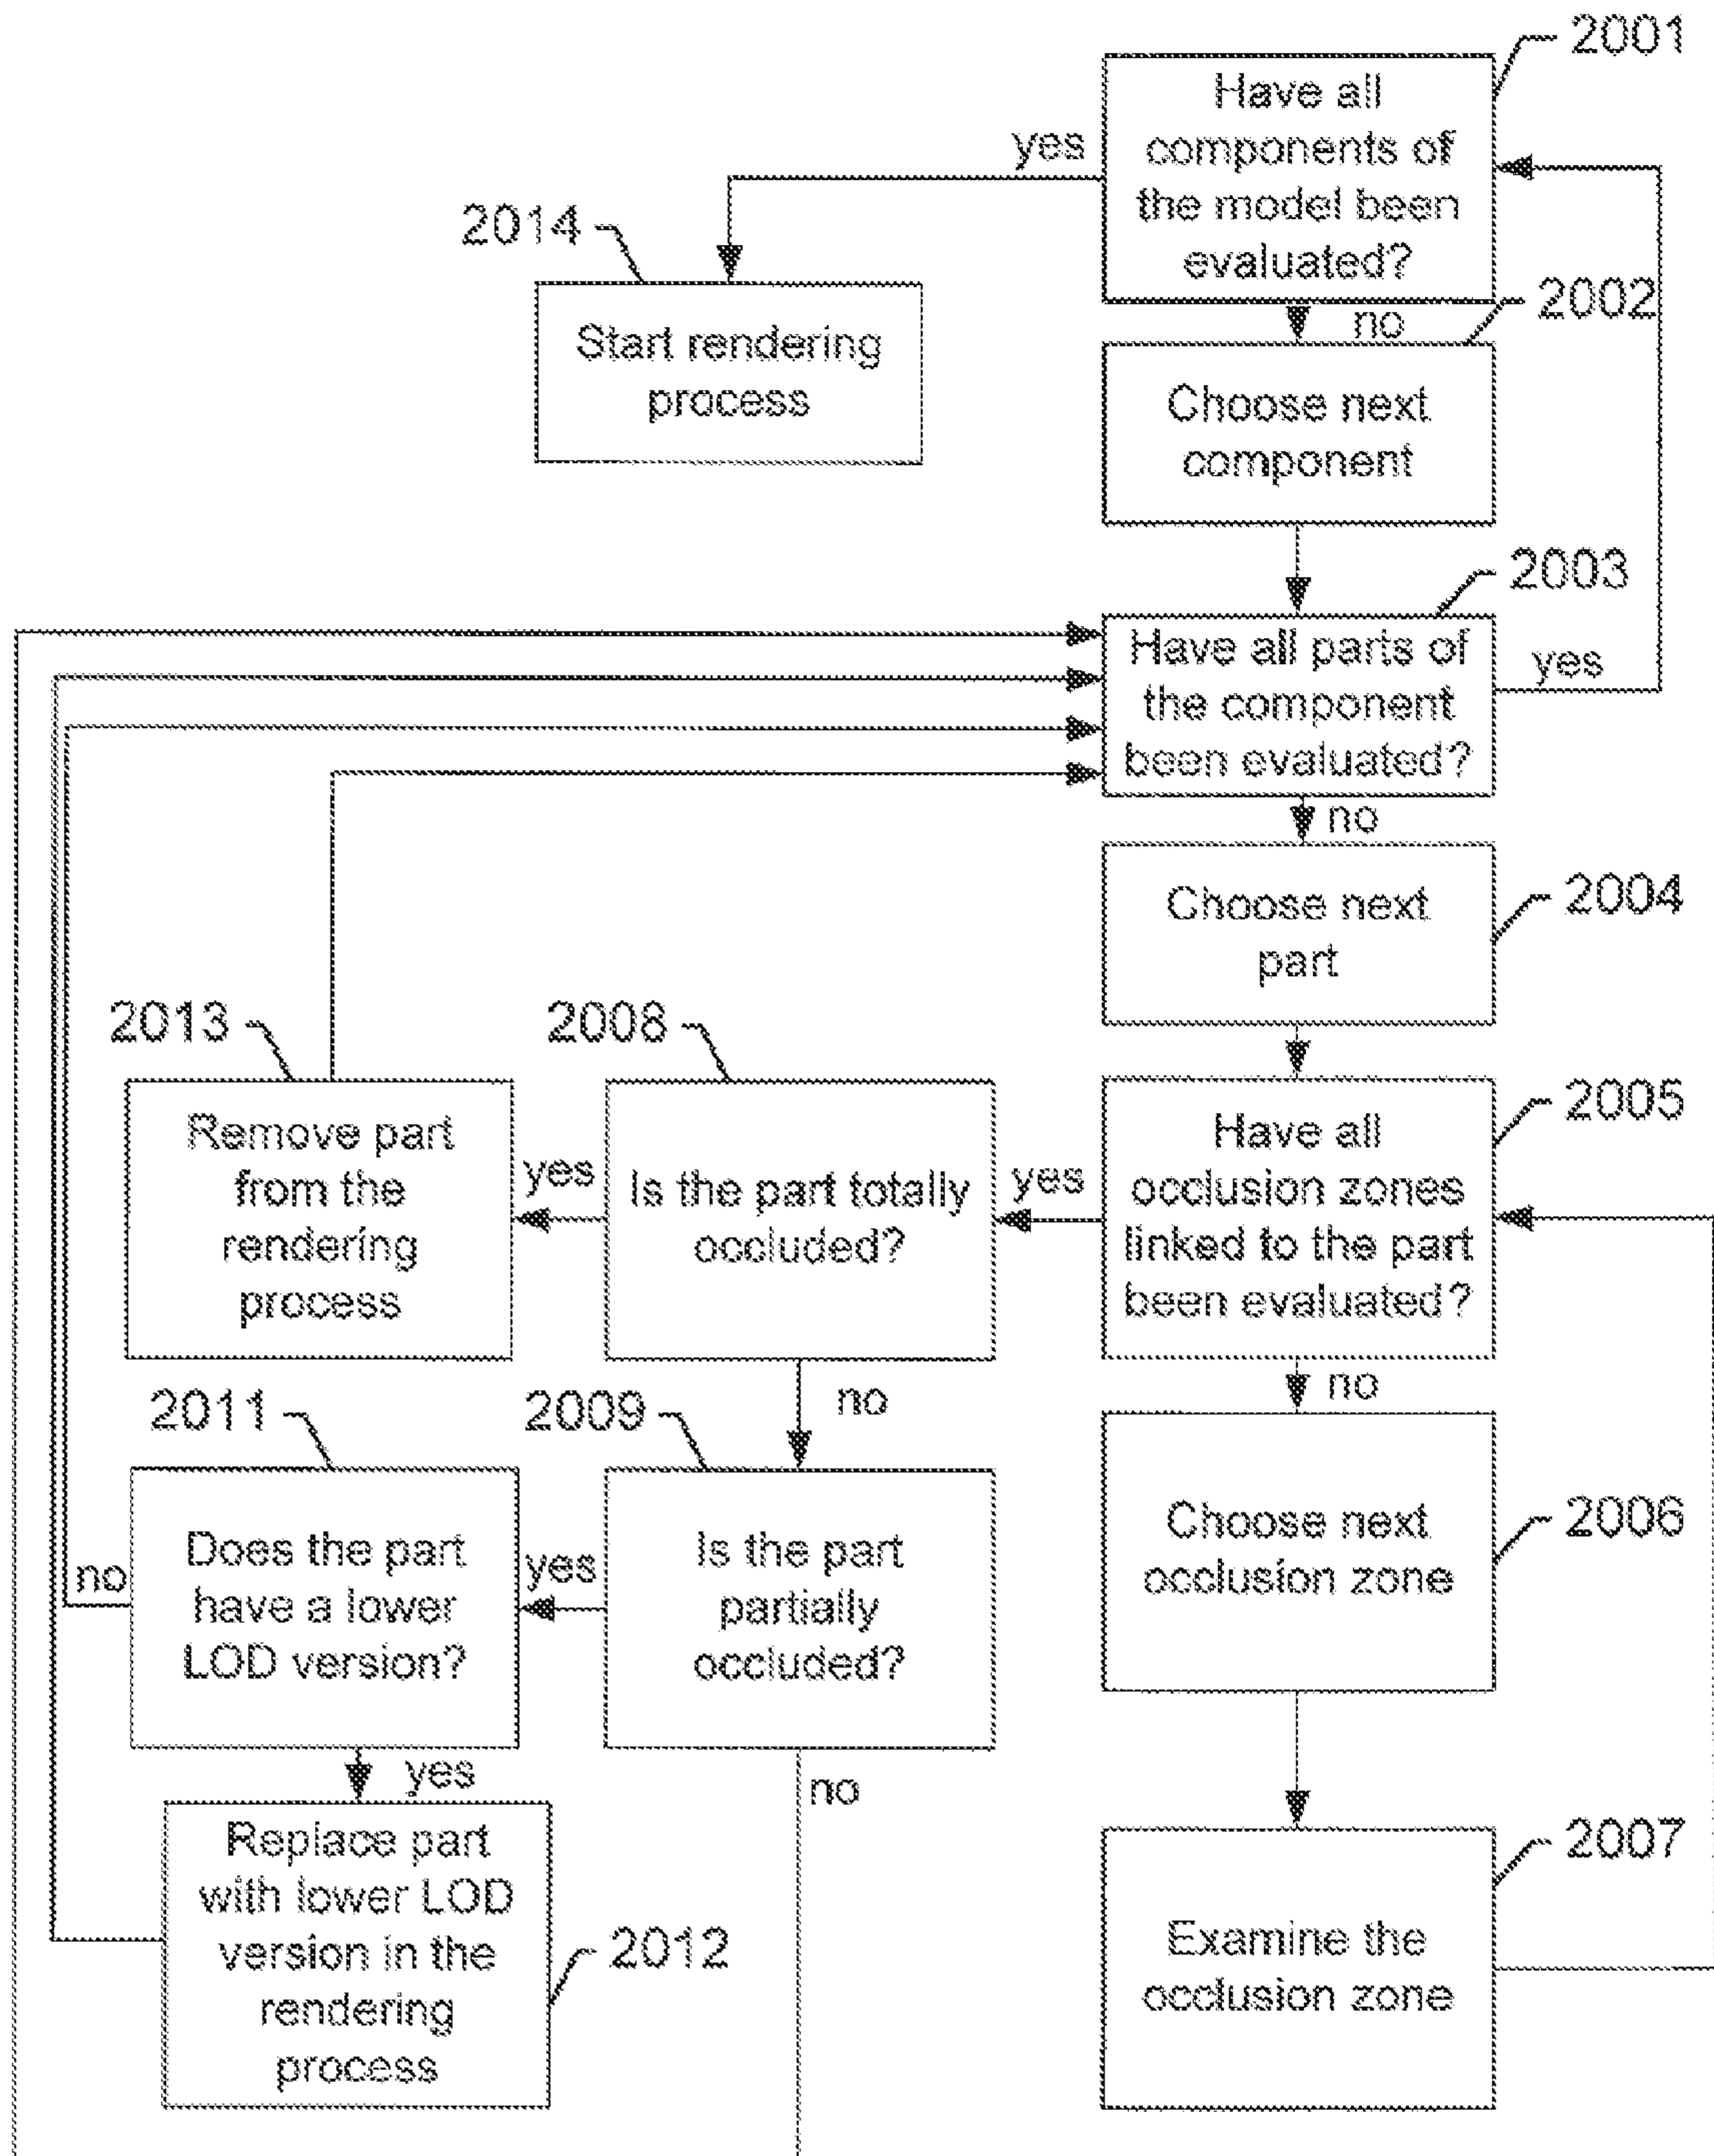 2001
Have all
components of
the model been
evaluated?
yes
2014
Start rendering
process
no
2002
Choose next
component
2003
Have all parts of
the component
been evaluated?
yes
no
2004
Choose next
part
2013
Remove part
from the
rendering
process
yes
2008
Is the part totally
occluded?
yes
2005
Have all
occlusion zones
linked to the part
been evaluated?
no
2011
no
2009
no
Does the part
have a lower
LOD version?
yes
Is the part
partially
occluded?
2006
Choose next
occlusion zone
yes
no
Replace part
with lower LOD
version in the
rendering
process
2012
2007
Examine the
occlusion zone